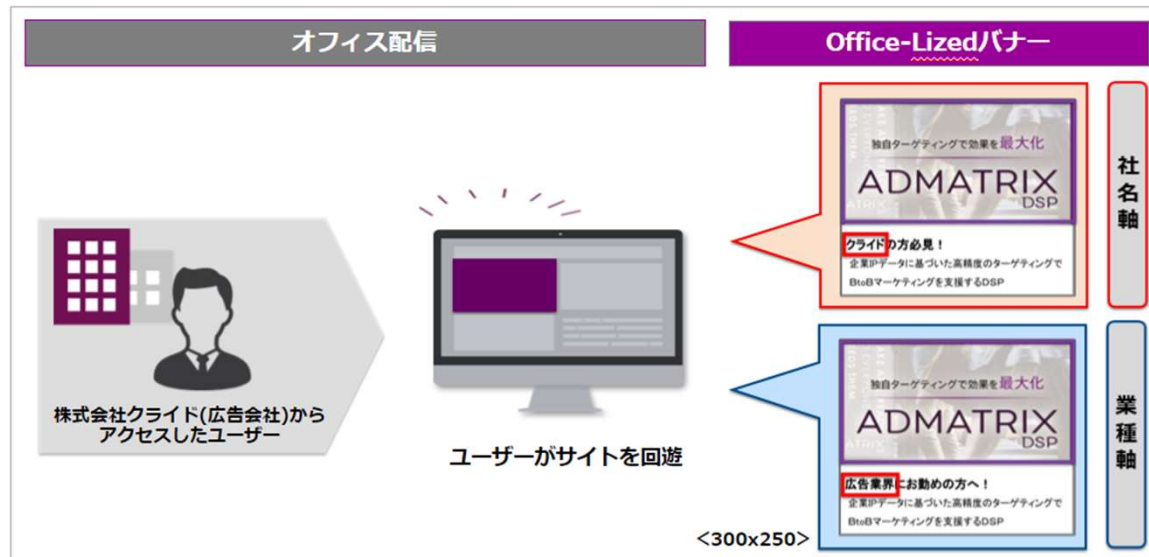 オフィス配信
Office-Lizedバナー
株式会社クライド(広告会社)から
アクセスしたユーザー
ユーザーがサイトを回遊
独自ターゲティングで効果を最大化
ADMATRIX
DSP
クライドの方必見！
企業IPデータに基づいた高精度のターゲティングで
BtoBマーケティングを支援するDSP
社名軸
独自ターゲティングで効果を最大化
ADMATRIX
DSP
広告業界にお勤めの方へ！
企業IPデータに基づいた高精度のターゲティングで
BtoBマーケティングを支援するDSP
業種軸
<300x250>